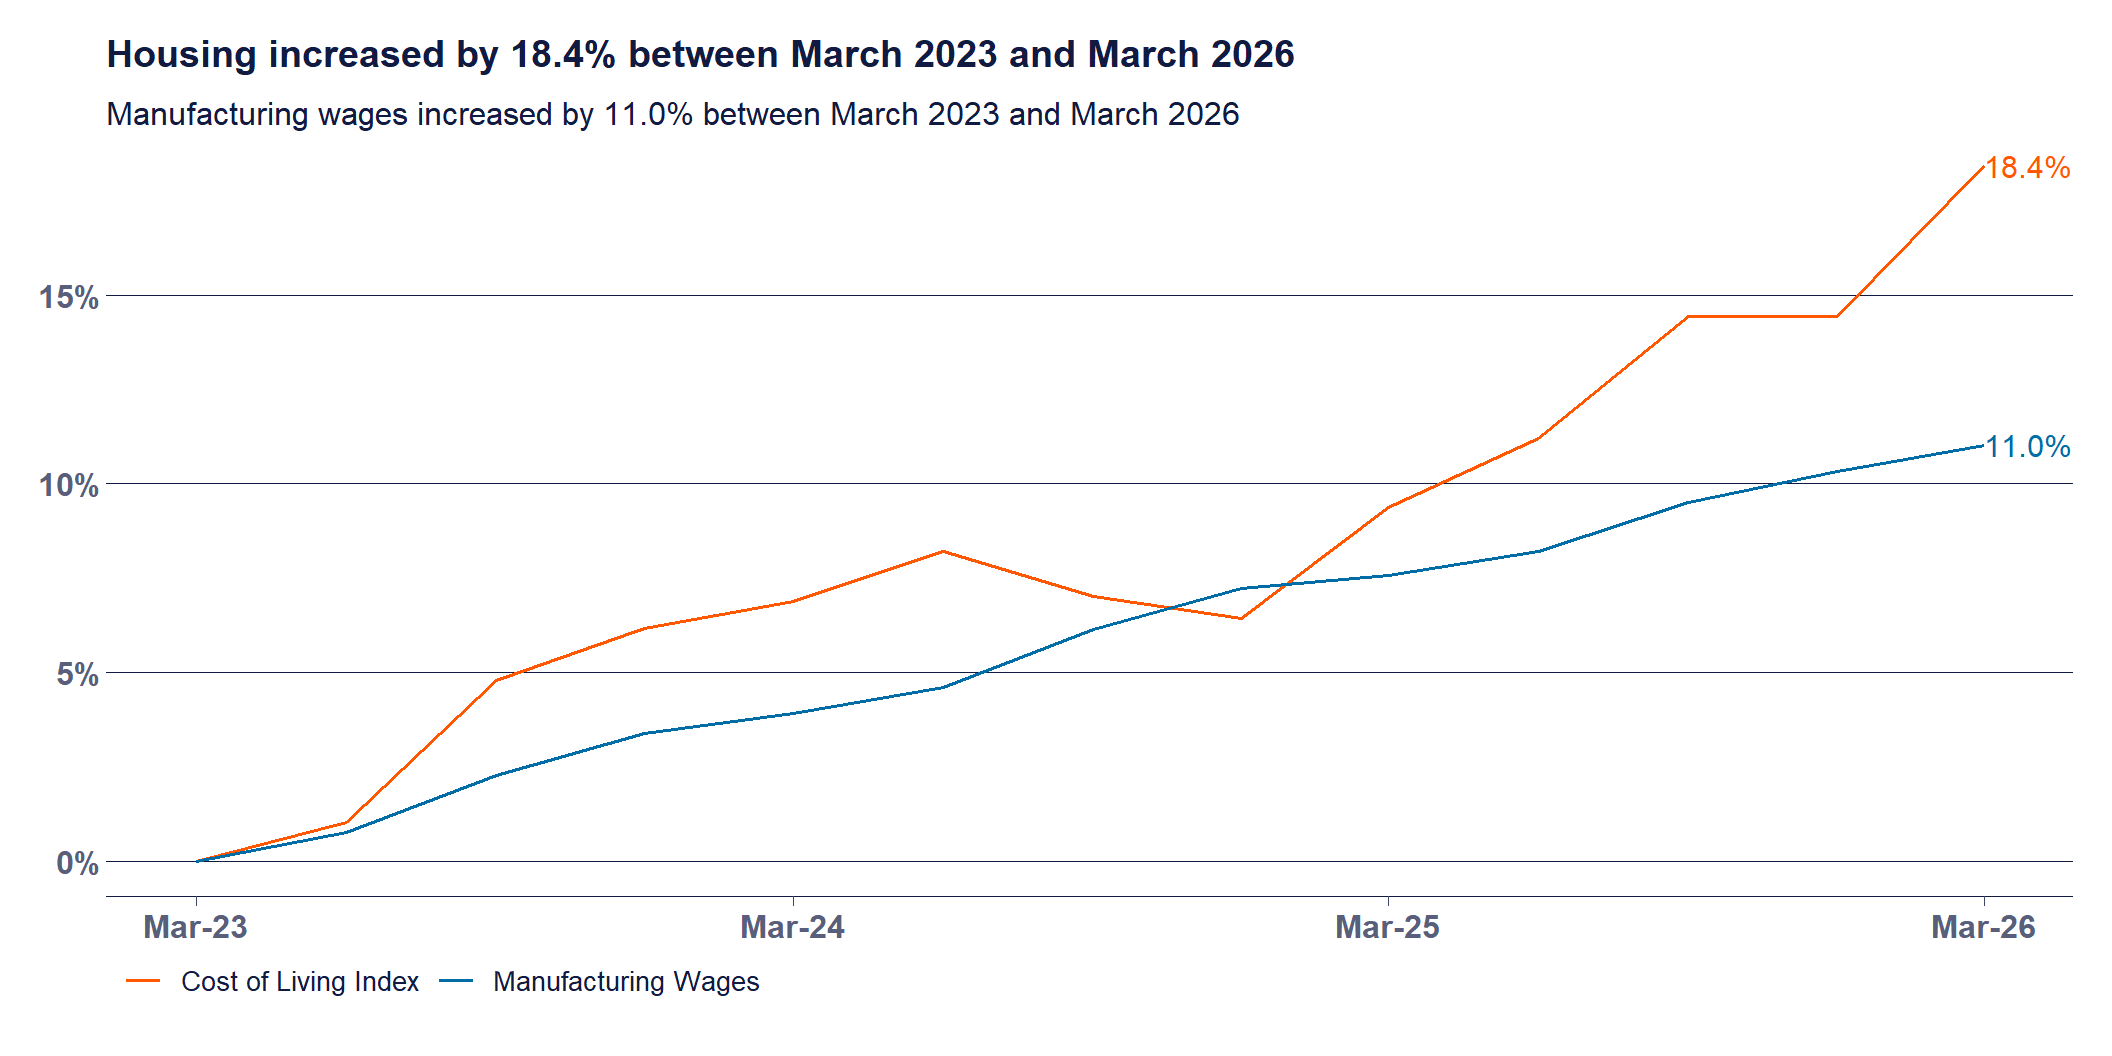 Housing increased by 18.4% between March 2023 and March 2026
Manufacturing wages increased by 11.0% between March 2023 and March 2026
18.4%
15%
11.0%
10%
5%
0%
Mar-23 Mar-24 Mar-25 Mar-26
Cost of Living Index Manufacturing Wages